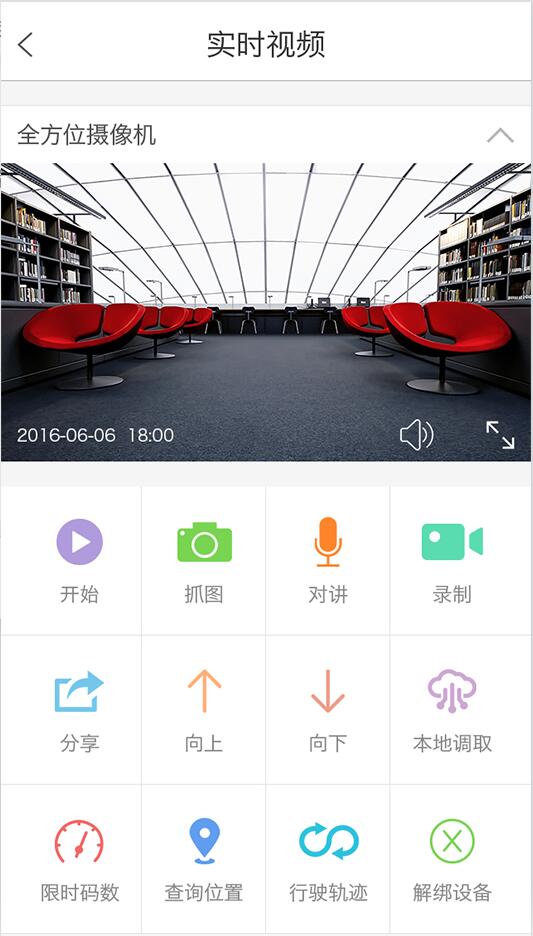 实时视频
全方位摄像机
2016-06-06 18:00
开始 抓图 对讲 录制
分享 向上 向下 本地调取
限时码数 查询位置 行驶轨迹 解绑设备